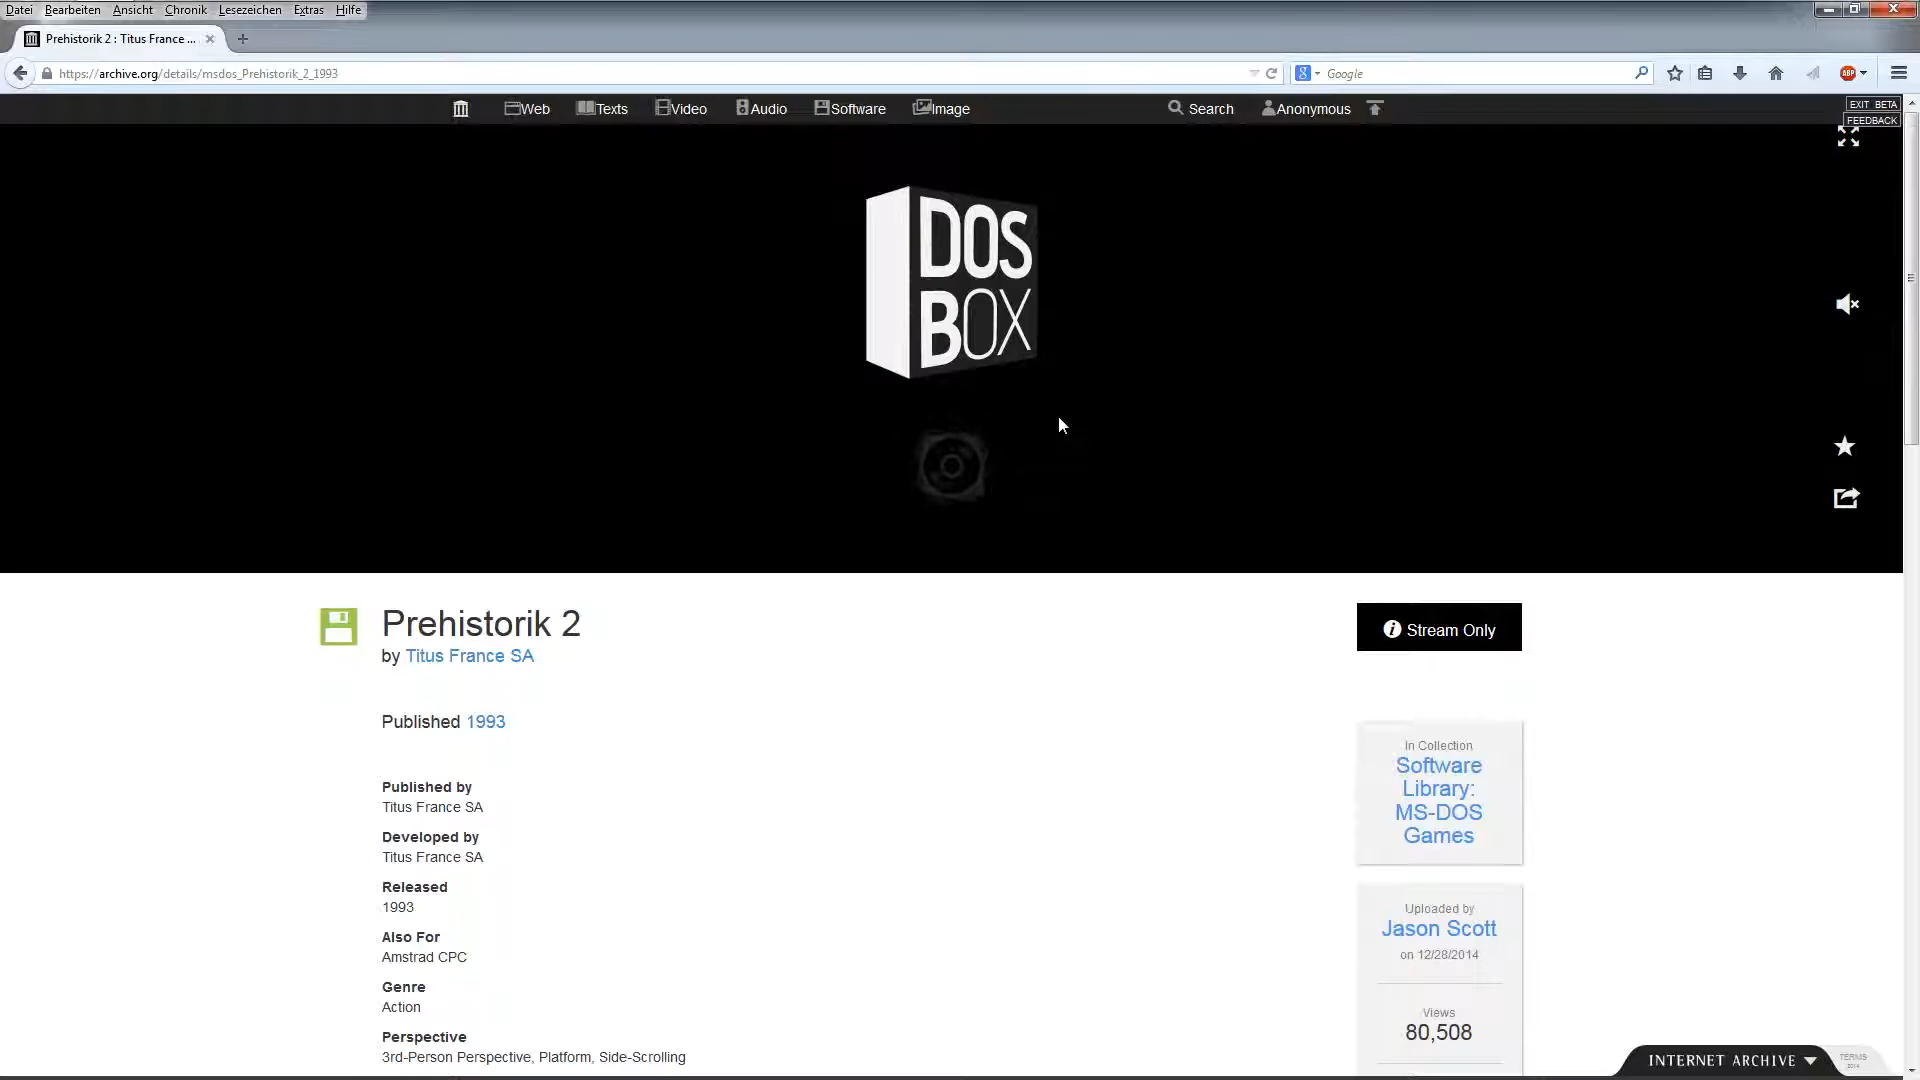 Datei Bearbeiten Ansicht Chronik Lesezeichen Extras Hilfe
Prehistorik 2 : Titus France ...
https://archive.org/details/msdos_Prehistorik_2_1993
Google
ABP
Web Texts Video Audio Software Image Search Anonymous
EXIT BETA
FEEDBACK
DOS
BOX
Prehistorik 2
by Titus France SA
Stream Only
Published 1993
Published by
Titus France SA
Developed by
Titus France SA
Released
1993
Also For
Amstrad CPC
Genre
Action
Perspective
3rd-Person Perspective, Platform, Side-Scrolling
In Collection
Software
Library:
MS-DOS
Games
Uploaded by
Jason Scott
on 12/28/2014
Views
80,508
INTERNET ARCHIVE
TERMS
2014